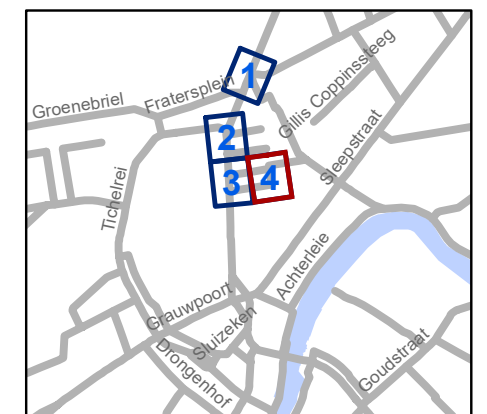 1
Gillis Coppinssteeg
Groenebriel
Fratersplein
2
Sleepstraat
3
4
Tichelrei
Achterleie
Grauwpoort
Sluizeken
Drongenhof
Goudstraat